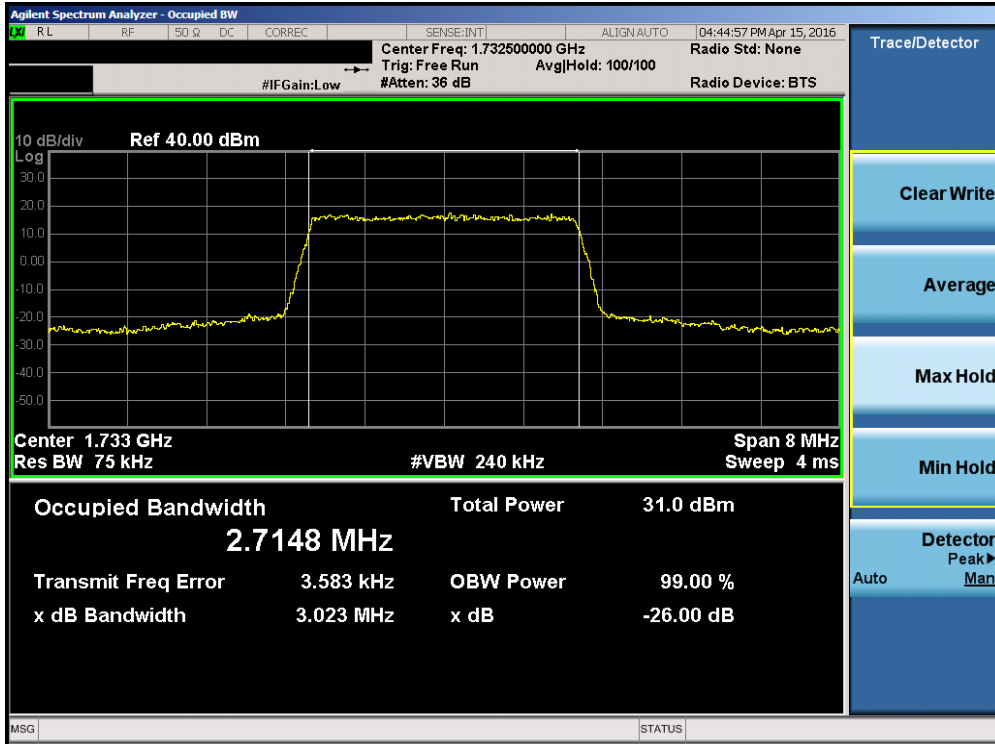 Agilent Spectrum Analyzer - Occupied BW
LXI RL RF 50 Ω DC CORREC SENSE:INT ALIGN AUTO 04:44:57 PM Apr 15, 2016
Center Freq: 1.732500000 GHz Radio Std: None
Trig: Free Run Avg|Hold: 100/100
#IFGain:Low #Atten: 36 dB Radio Device: BTS
10 dB/div Ref 40.00 dBm
Log
30.0
20.0
10.0
0.00
-10.0
-20.0
-30.0
-40.0
-50.0
Center 1.733 GHz Span 8 MHz
Res BW 75 kHz #VBW 240 kHz Sweep 4 ms
Occupied Bandwidth Total Power 31.0 dBm
2.7148 MHz
Transmit Freq Error 3.583 kHz OBW Power 99.00 %
x dB Bandwidth 3.023 MHz x dB -26.00 dB
MSG STATUS
Trace/Detector
Clear Write
Average
Max Hold
Min Hold
Detector
Peak▶
Auto Man